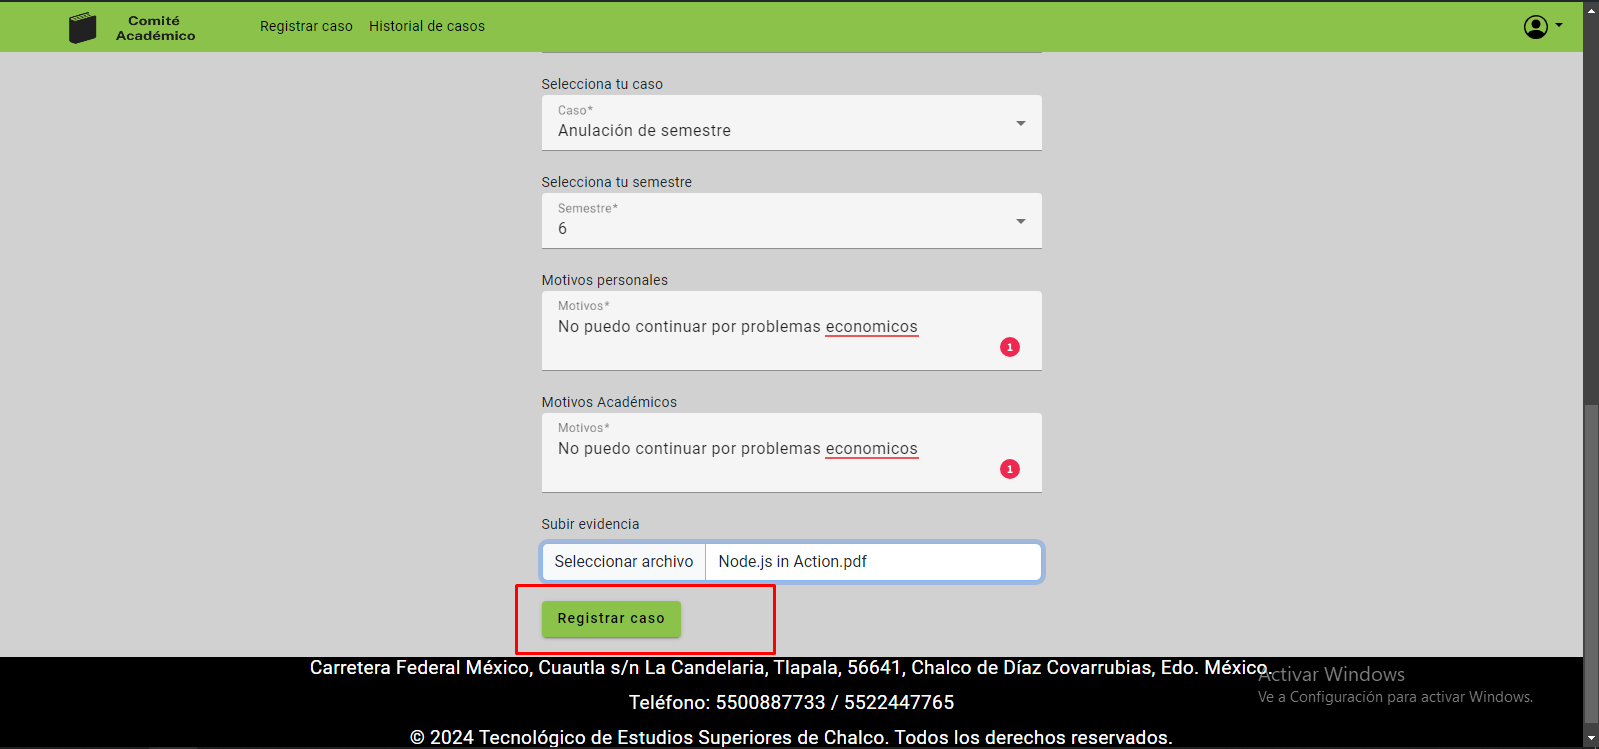 Comité
Académico
Registrar caso
Historial de casos
Selecciona tu caso
Caso*
Anulación de semestre
Selecciona tu semestre
Semestre*
6
Motivos personales
Motivos*
No puedo continuar por problemas economicos
1
Motivos Académicos
Motivos*
No puedo continuar por problemas economicos
1
Subir evidencia
Seleccionar archivo
Node.js in Action.pdf
Registrar caso
Carretera Federal México, Cuautla s/n La Candelaria, Tlapala, 56641, Chalco de Díaz Covarrubias, Edo. México.
Activar Windows
Ve a Configuración para activar Windows.
Teléfono: 5500887733 / 5522447765
© 2024 Tecnológico de Estudios Superiores de Chalco. Todos los derechos reservados.